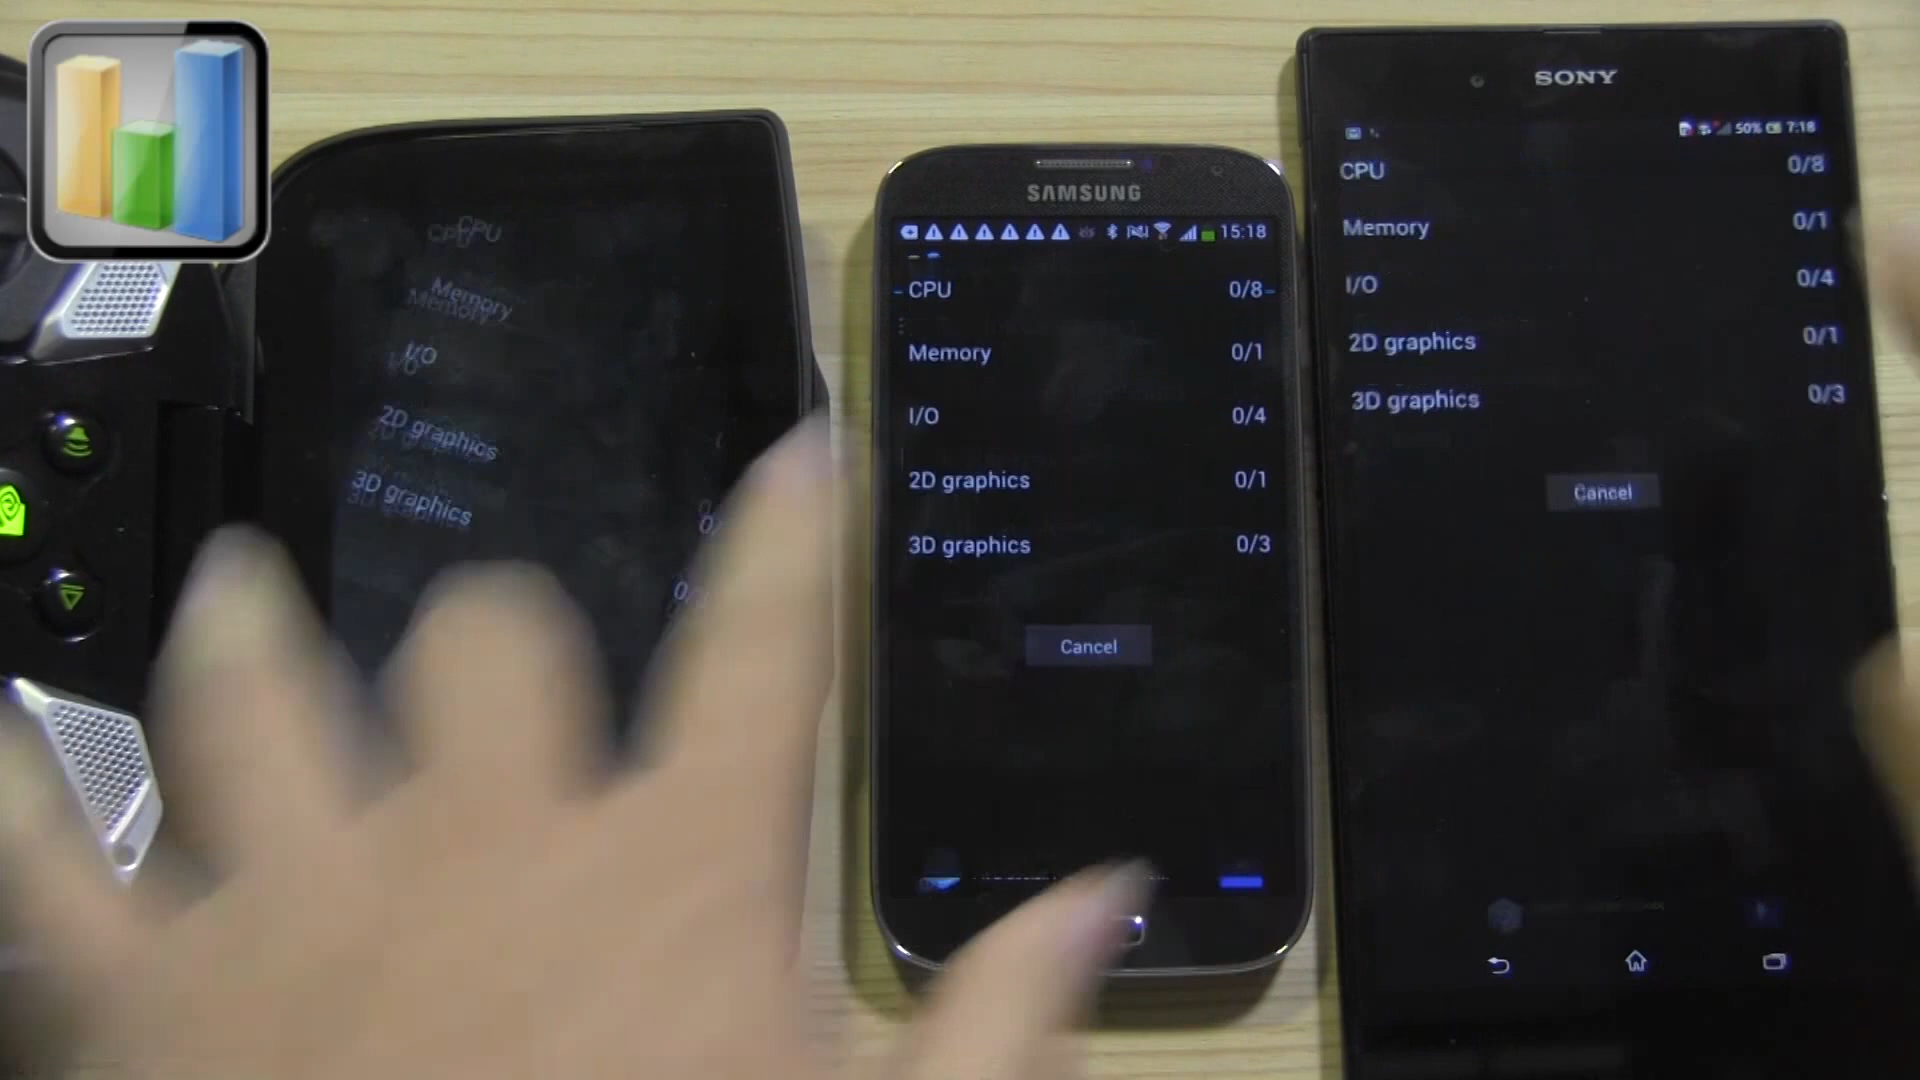 CPU
Memory
I/O
2D graphics
3D graphics
SAMSUNG
15:18
CPU 0/8
Memory 0/1
I/O 0/4
2D graphics 0/1
3D graphics 0/3
Cancel
SONY
50% 7:18
CPU 0/8
Memory 0/1
I/O 0/4
2D graphics 0/1
3D graphics 0/3
Cancel